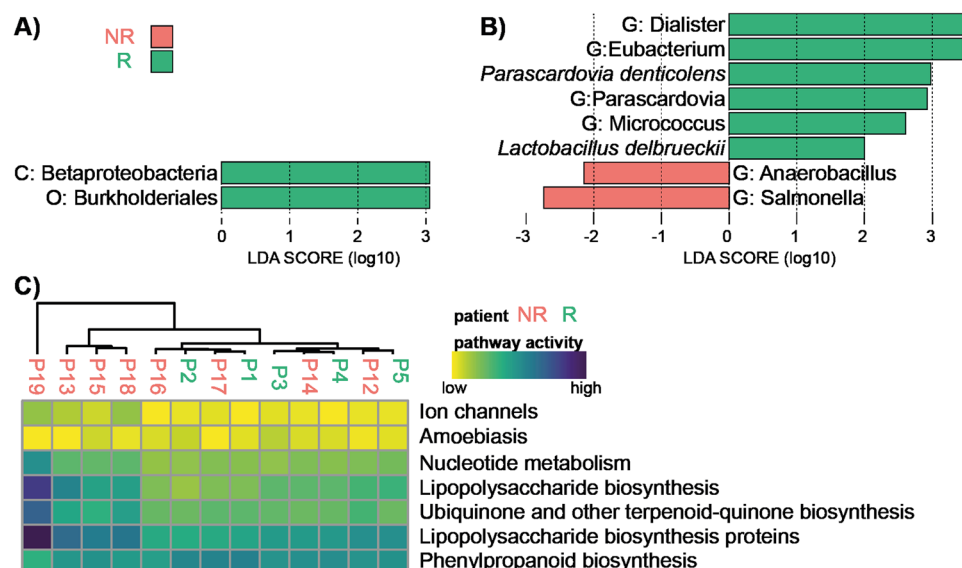 A)
NR
R
C: Betaproteobacteria
O: Burkholderiales
0 1 2 3
LDA SCORE (log10)
B)
G: Dialister
G:Eubacterium
Parascardovia denticolens
G:Parascardovia
G: Micrococcus
Lactobacillus delbrueckii
G: Anaerobacillus
G: Salmonella
-3 -2 -1 0 1 2 3
LDA SCORE (log10)
C)
patient NR R
pathway activity
low high
P19 P13 P15 P18 P16 P2 P17 P1 P3 P14 P4 P12 P5
Ion channels
Amoebiasis
Nucleotide metabolism
Lipopolysaccharide biosynthesis
Ubiquinone and other terpenoid-quinone biosynthesis
Lipopolysaccharide biosynthesis proteins
Phenylpropanoid biosynthesis